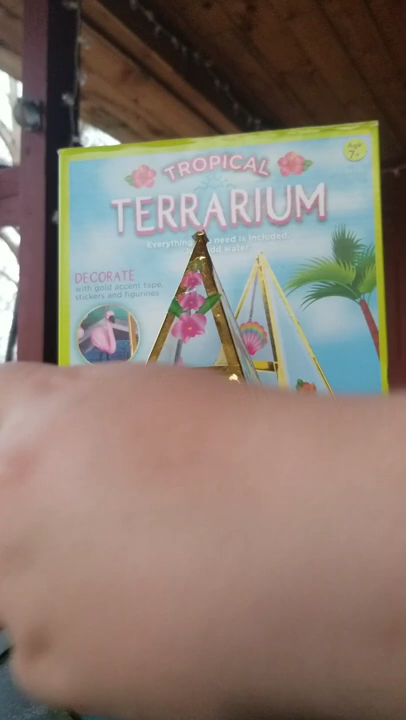 Age
7+
TROPICAL
TERRARIUM
Everything you need is Included
add water
DECORATE
with gold accent tape,
stickers and figurines